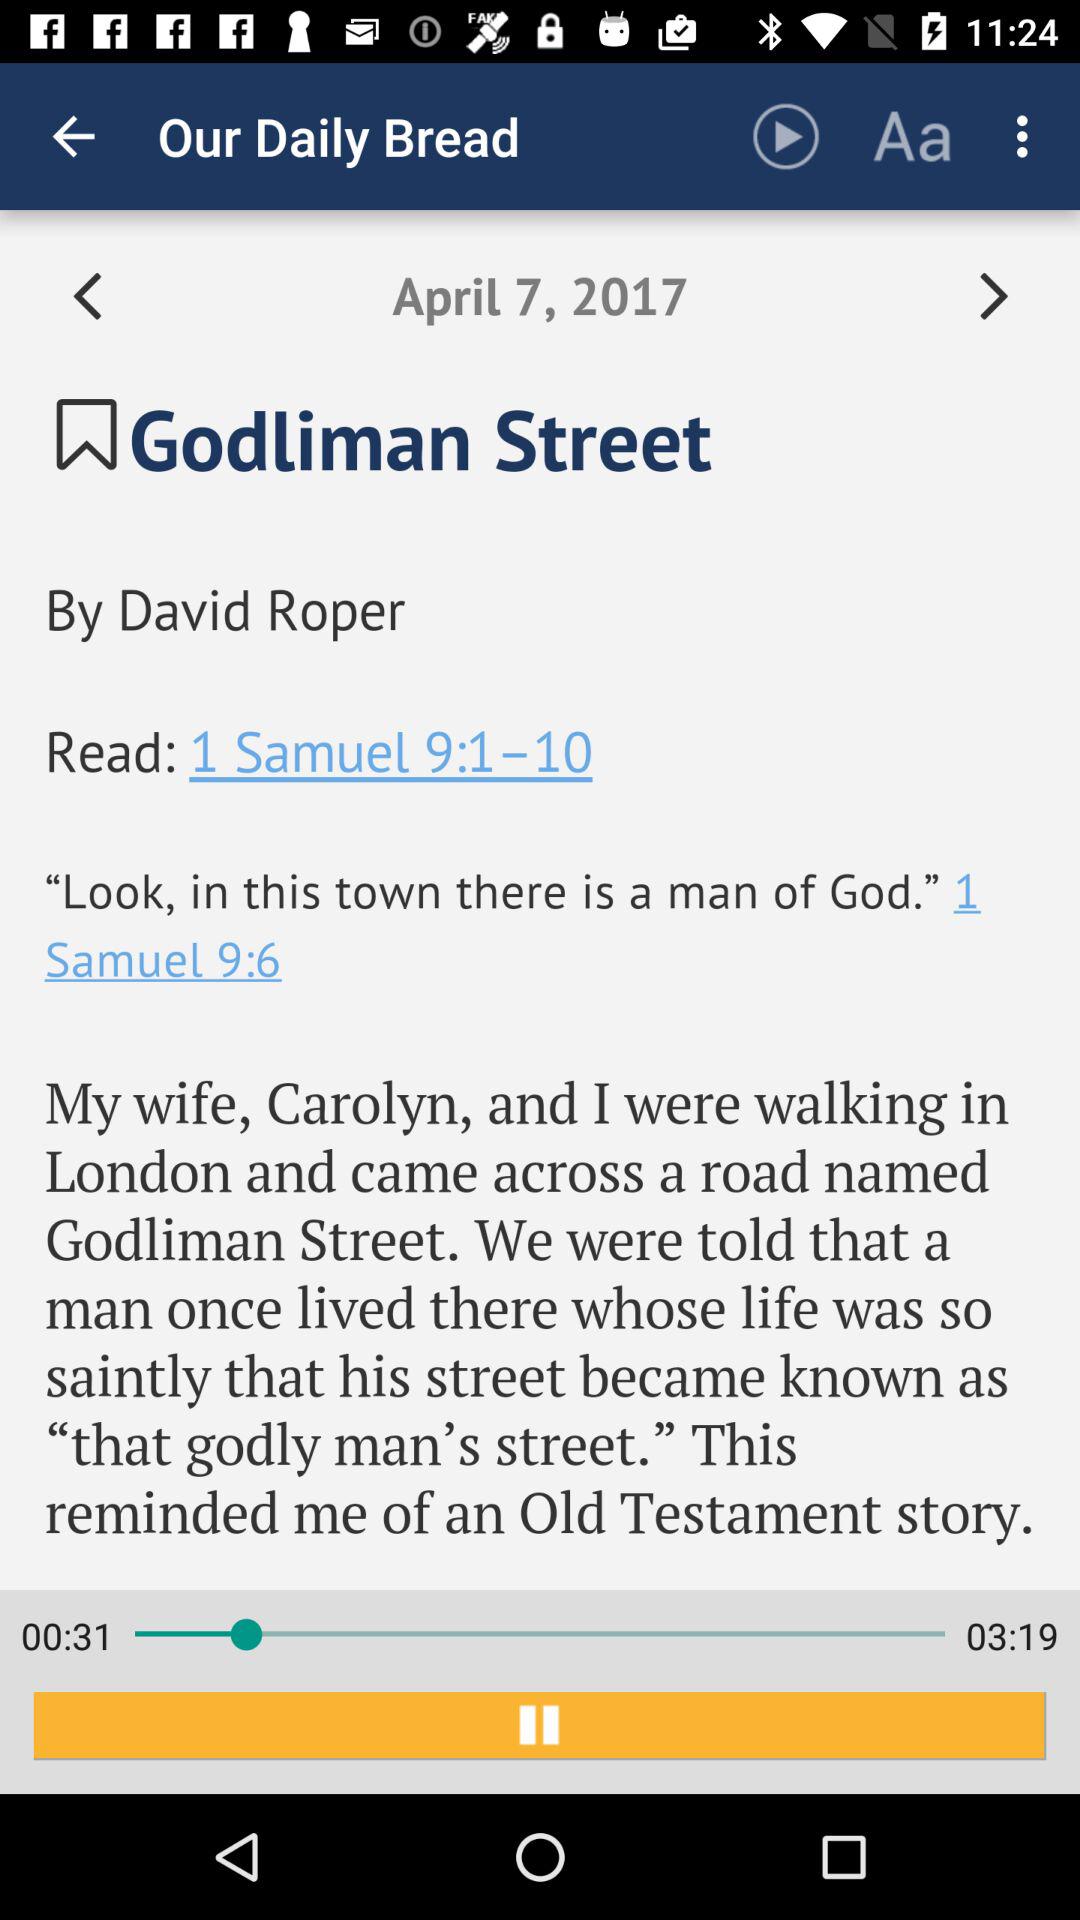 FAKE
11:24
Our Daily Bread
Aa
April 7, 2017
Godliman Street
By David Roper
Read: 1 Samuel 9:1–10
“Look, in this town there is a man of God.” 1
Samuel 9:6
My wife, Carolyn, and I were walking in
London and came across a road named
Godliman Street. We were told that a
man once lived there whose life was so
saintly that his street became known as
“that godly man’s street.” This
reminded me of an Old Testament story.
00:31
03:19